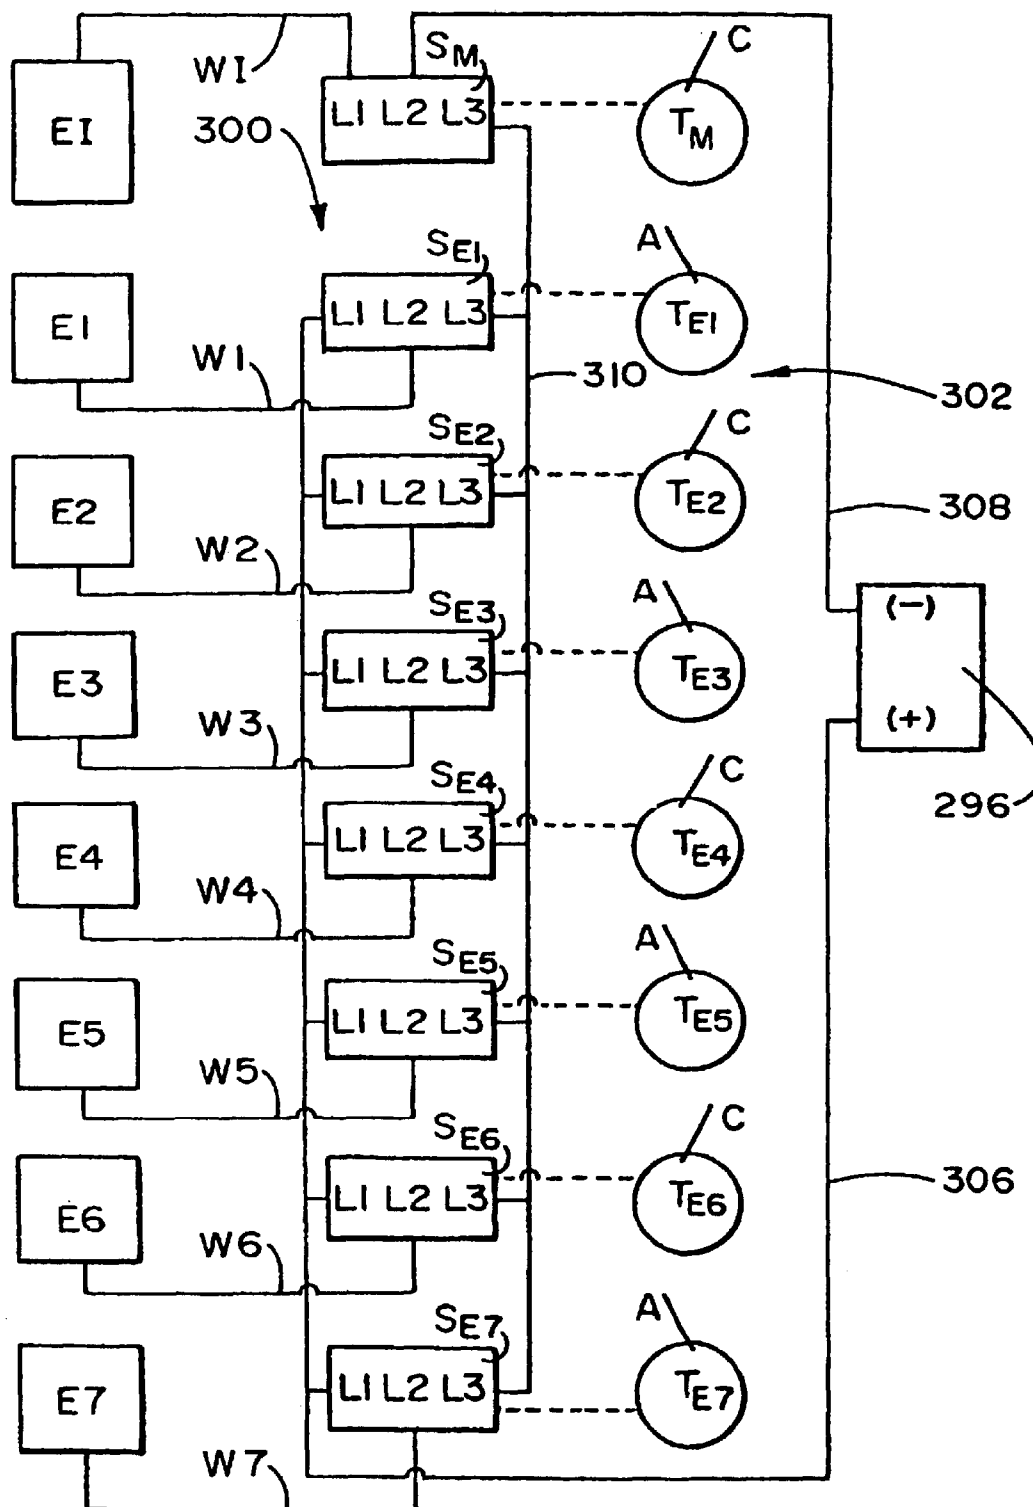 WI
SM
C
EI
300
L1 L2 L3
TM
SE1
A
E1
L1 L2 L3
TE1
W1
310
302
SE2
C
E2
L1 L2 L3
TE2
308
W2
SE3
A
(-)
E3
L1 L2 L3
TE3
W3
(+)
SE4
C
296
E4
L1 L2 L3
TE4
W4
SE5
A
E5
L1 L2 L3
TE5
W5
SE6
C
306
E6
L1 L2 L3
TE6
W6
SE7
A
E7
L1 L2 L3
TE7
W7